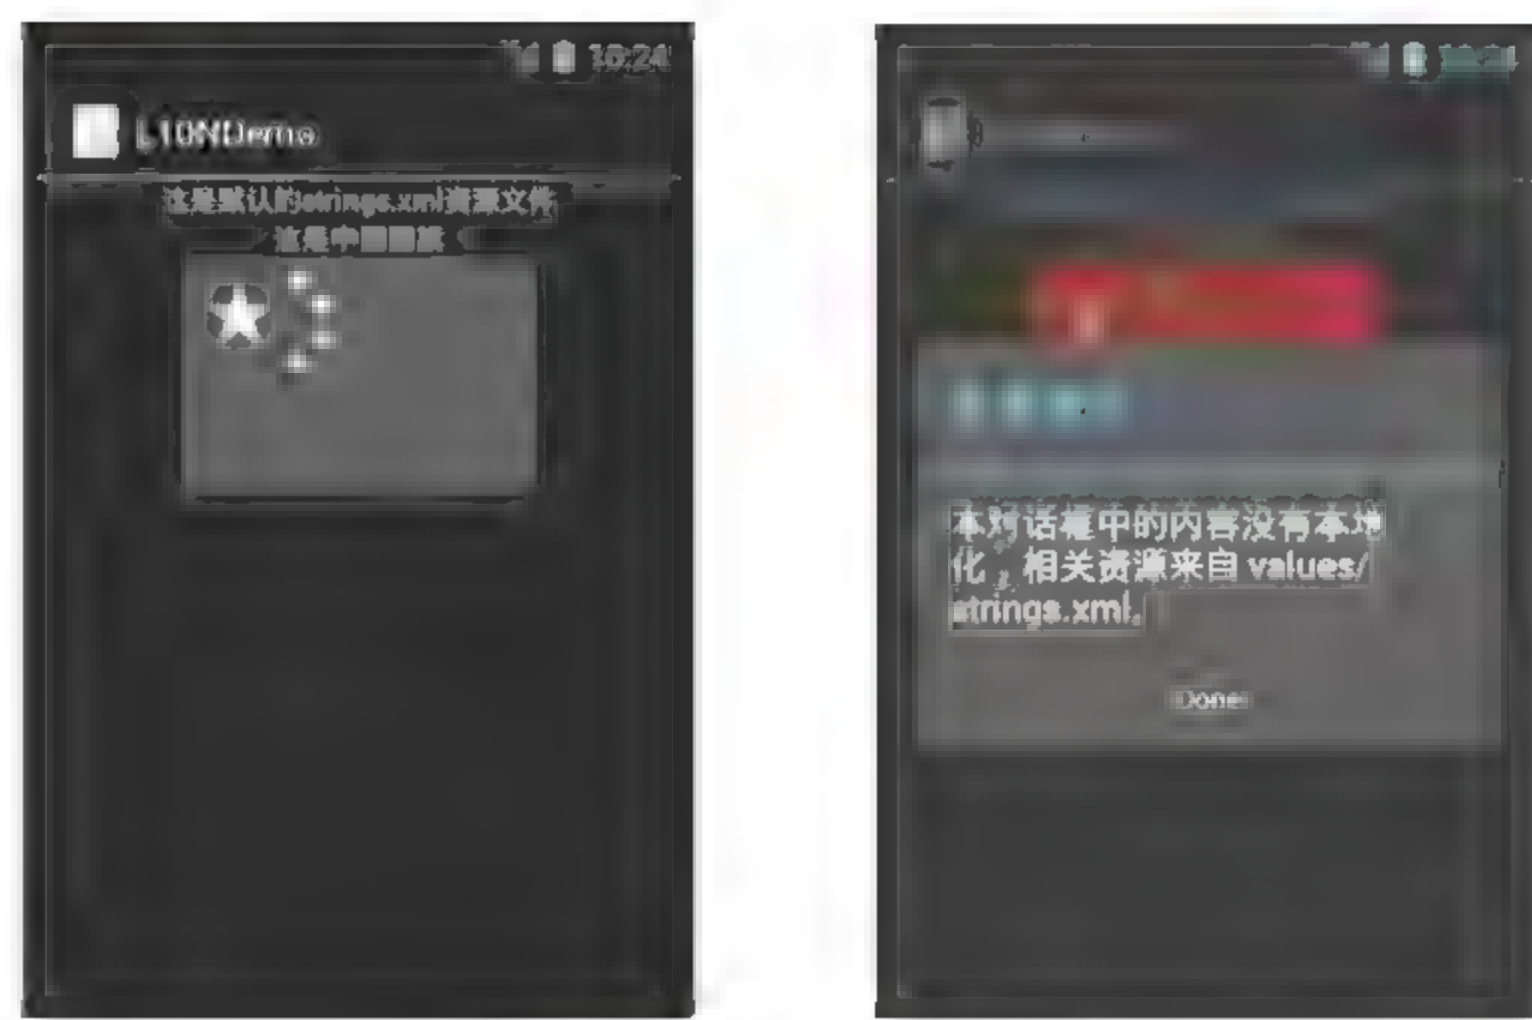 10:24
L10NDemo
这是默认的strings.xml资源文件
这是中国国旗
本对话框中的内容没有本地
化，相关资源来自 values/
strings.xml。
Done!